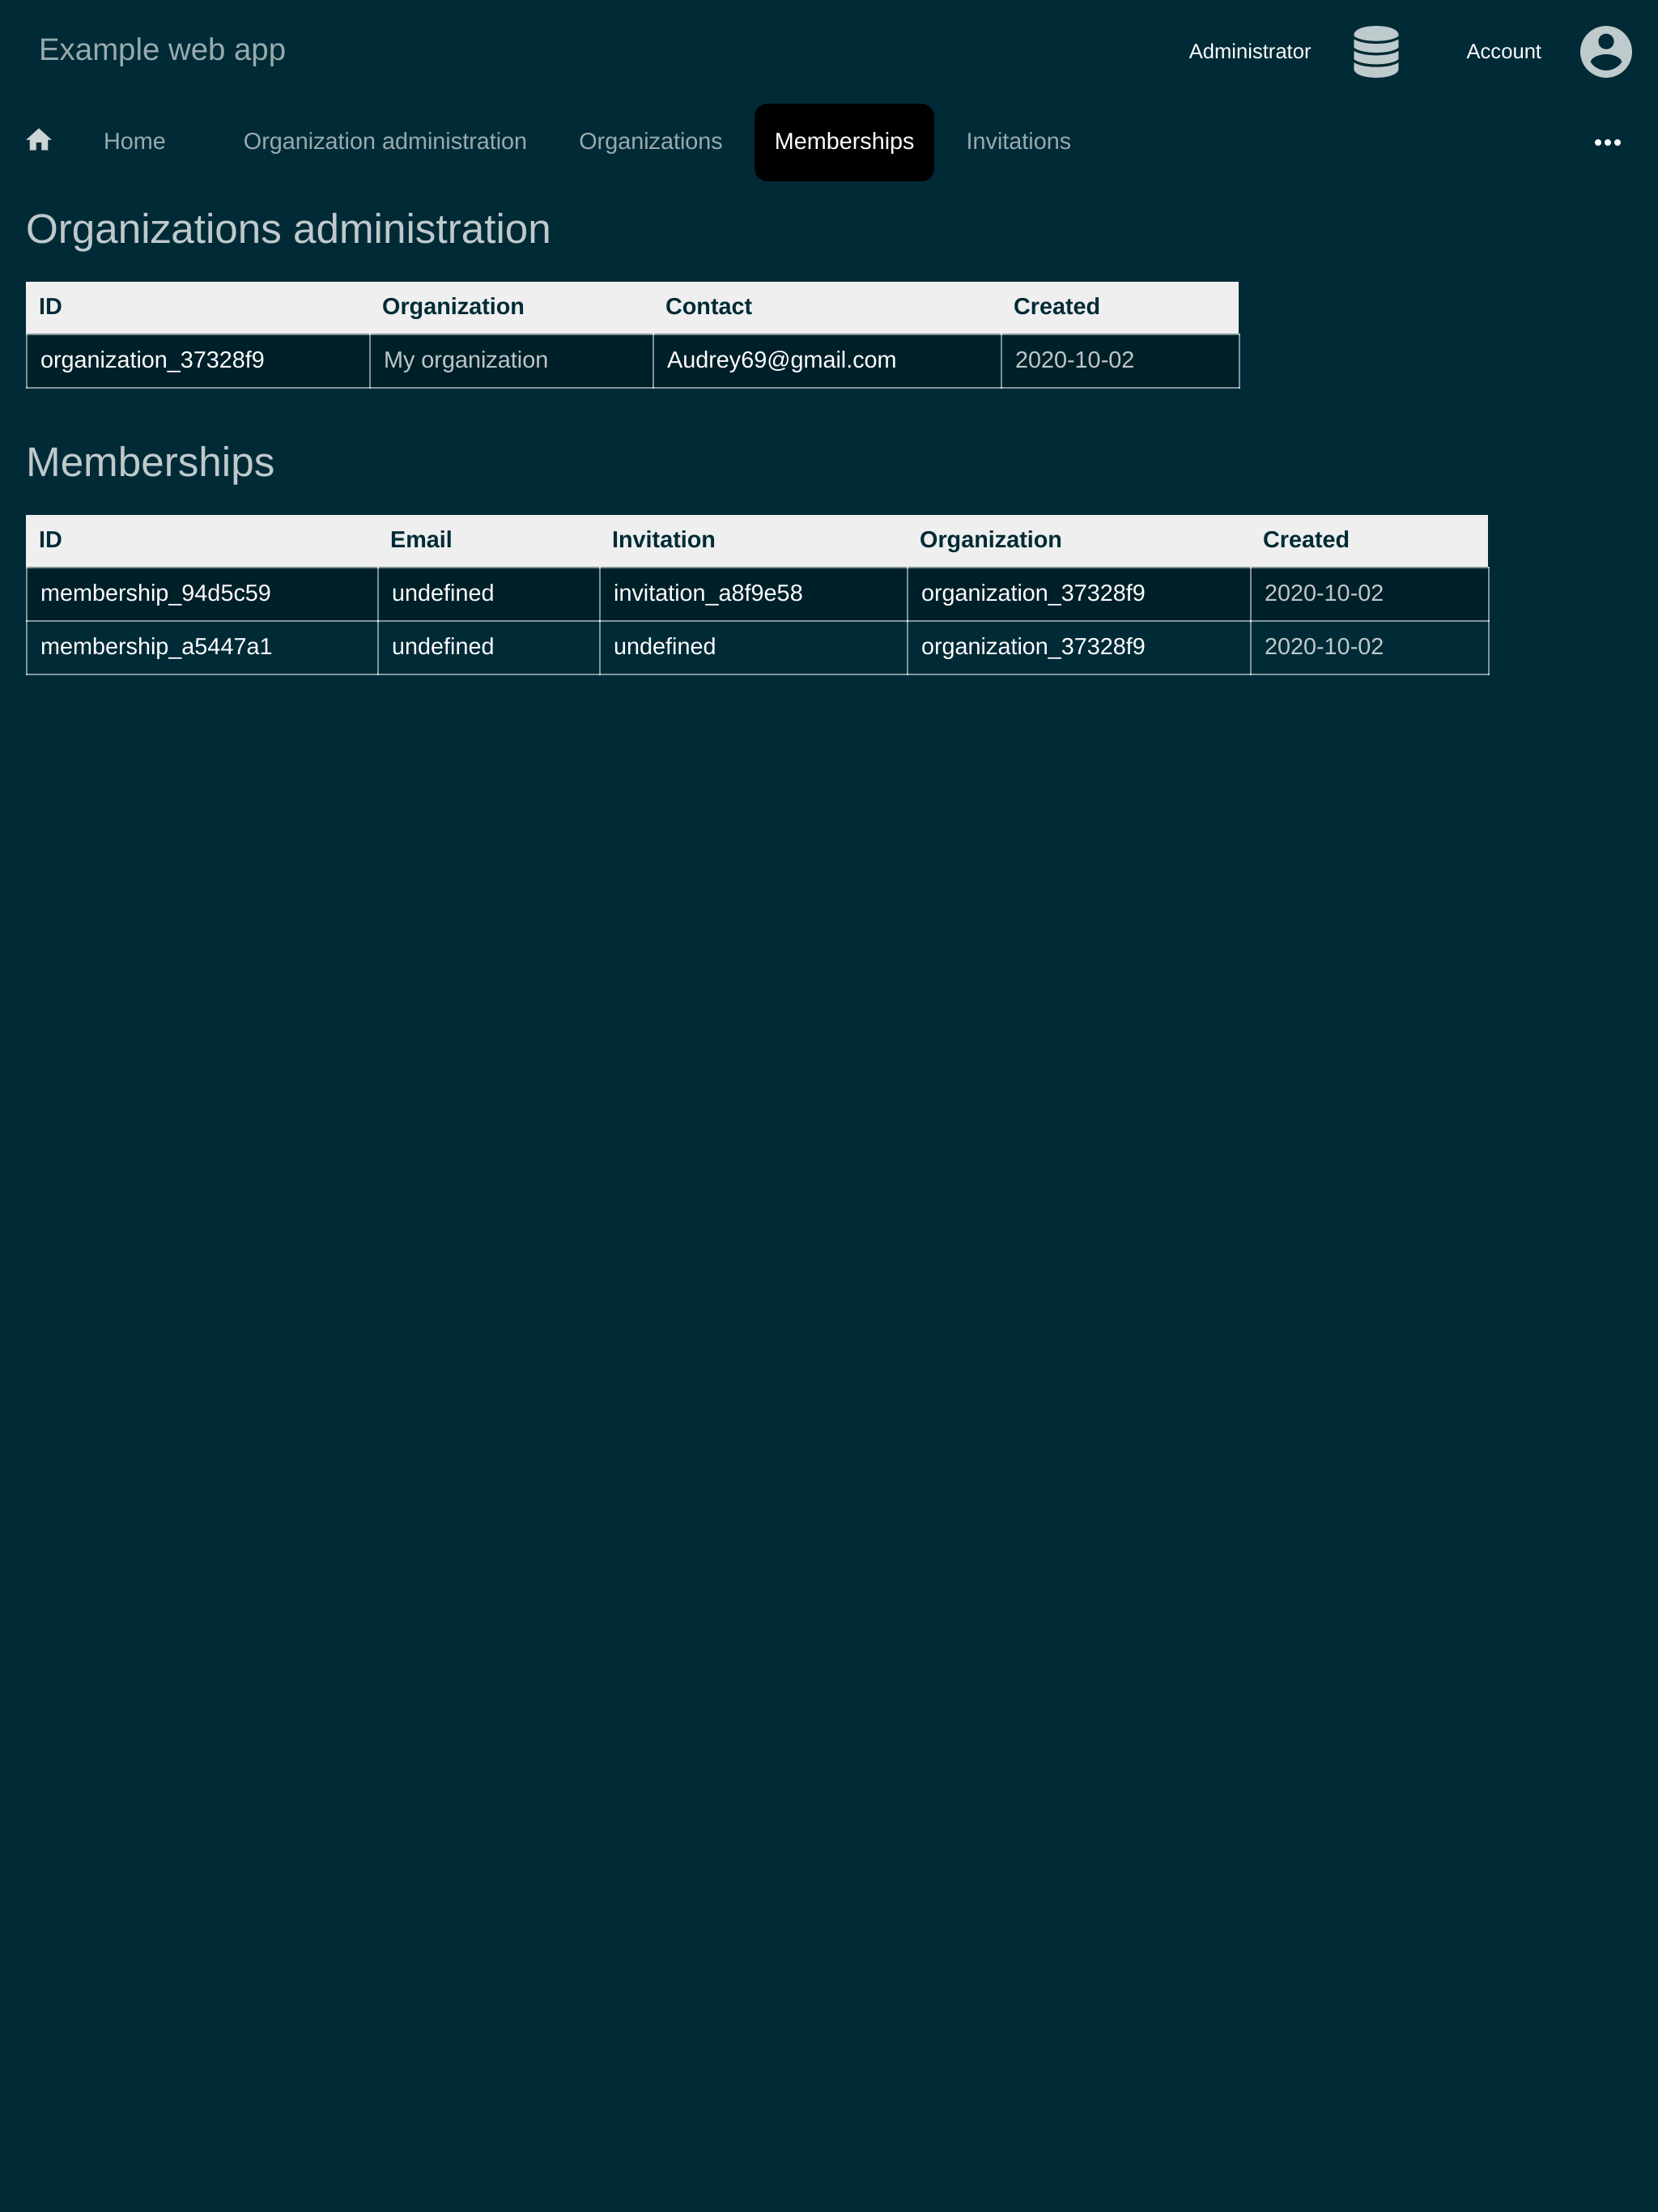 Example web app
Administrator
Account
Home
Organization administration
Organizations
Memberships
Invitations
Organizations administration
ID Organization Contact Created
organization_37328f9 My organization Audrey69@gmail.com 2020-10-02
Memberships
ID Email Invitation Organization Created
membership_94d5c59 undefined invitation_a8f9e58 organization_37328f9 2020-10-02
membership_a5447a1 undefined undefined organization_37328f9 2020-10-02